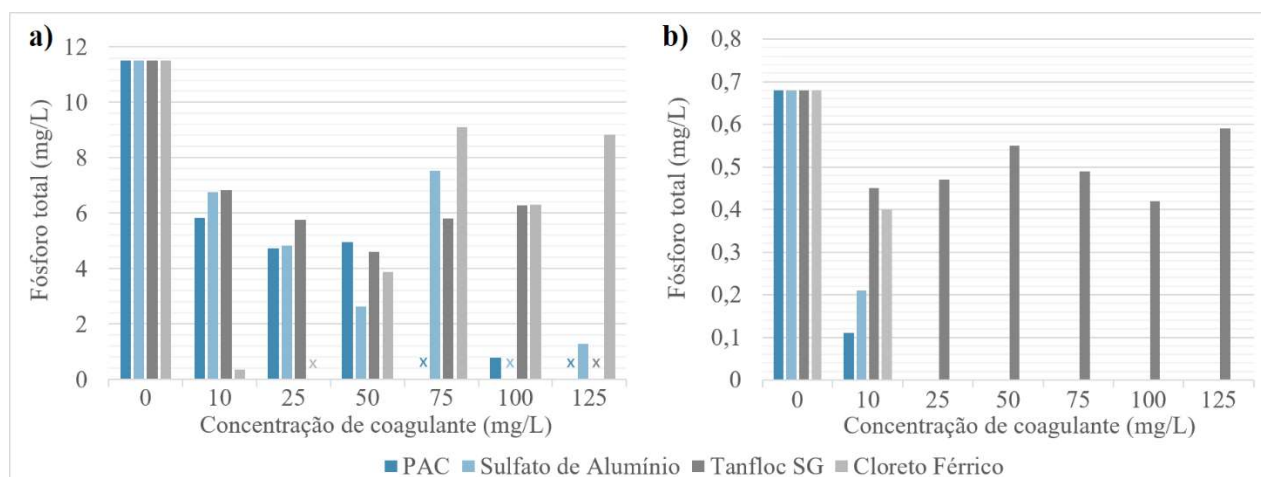 a)
Fósforo total (mg/L)
12
10
8
6
4
2
0
x
x
x
x
x
0 10 25 50 75 100 125
Concentração de coagulante (mg/L)
b)
Fósforo total (mg/L)
0,8
0,7
0,6
0,5
0,4
0,3
0,2
0,1
0
0 10 25 50 75 100 125
Concentração de coagulante (mg/L)
PAC Sulfato de Alumínio Tanfloc SG Cloreto Férrico